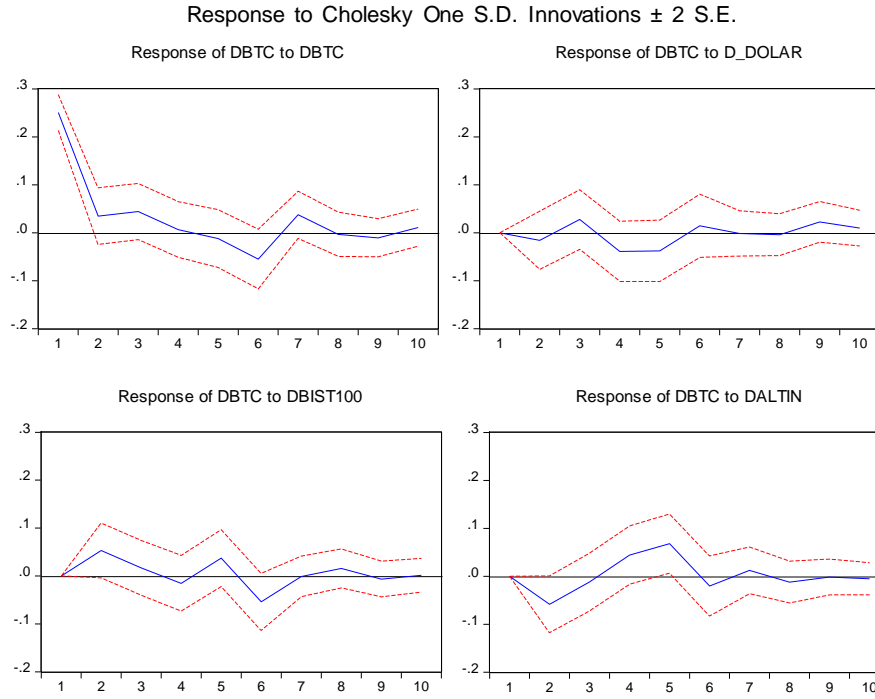 Response to Cholesky One S.D. Innovations ± 2 S.E.
Response of DBTC to DBTC
.3
.2
.1
.0
-.1
-.2
1 2 3 4 5 6 7 8 9 10
Response of DBTC to D_DOLAR
.3
.2
.1
.0
-.1
-.2
1 2 3 4 5 6 7 8 9 10
Response of DBTC to DBIST100
.3
.2
.1
.0
-.1
-.2
1 2 3 4 5 6 7 8 9 10
Response of DBTC to DALTIN
.3
.2
.1
.0
-.1
-.2
1 2 3 4 5 6 7 8 9 10